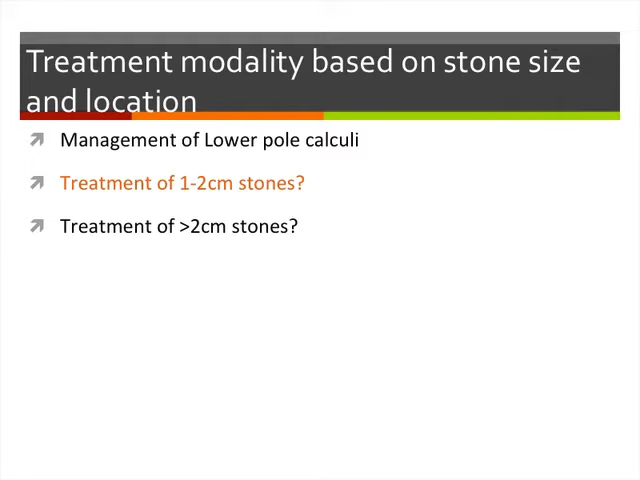 Treatment modality based on stone size
and location
Management of Lower pole calculi
Treatment of 1-2cm stones?
Treatment of >2cm stones?